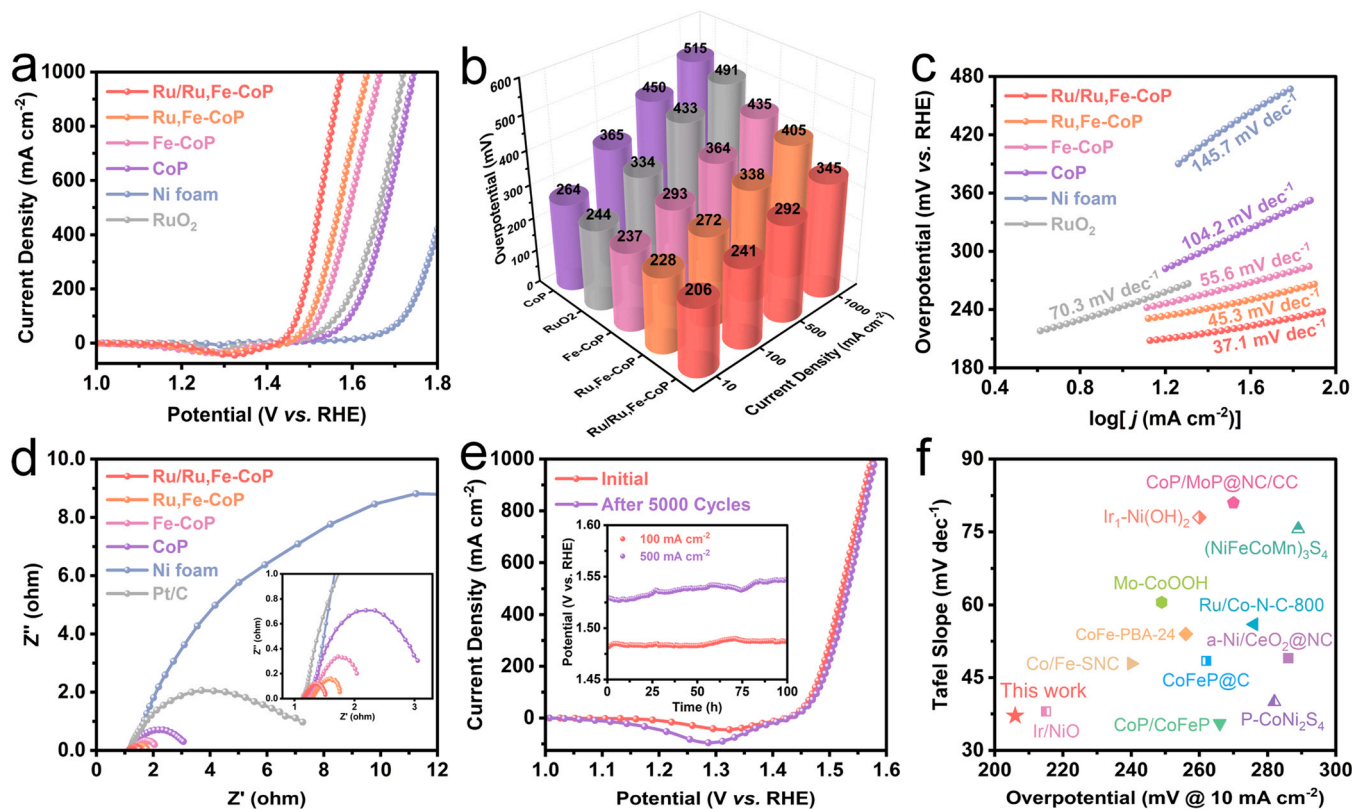 a
1000
800
600
400
200
0
Current Density (mA cm⁻²)
Ru/Ru,Fe-CoP
Ru,Fe-CoP
Fe-CoP
CoP
Ni foam
RuO₂
1.0 1.2 1.4 1.6 1.8
Potential (V vs. RHE)
b
600
500
400
300
200
100
0
Overpotential (mV)
264 365 450 515
244 334 433 491
237 293 364 435
228 272 338 405
206 241 292 345
CoP
RuO2
Fe-CoP
Ru,Fe-CoP
Ru/Ru,Fe-CoP
10
100
500
1000
Current Density (mA cm⁻²)
c
480
420
360
300
240
180
Overpotential (mV vs. RHE)
Ru/Ru,Fe-CoP
Ru,Fe-CoP
Fe-CoP
CoP
Ni foam
RuO₂
145.7 mV dec⁻¹
104.2 mV dec⁻¹
70.3 mV dec⁻¹
55.6 mV dec⁻¹
45.3 mV dec⁻¹
37.1 mV dec⁻¹
0.4 0.8 1.2 1.6 2.0
log[ j (mA cm⁻²)]
d
10.0
8.0
6.0
4.0
2.0
0.0
Z'' (ohm)
Ru/Ru,Fe-CoP
Ru,Fe-CoP
Fe-CoP
CoP
Ni foam
Pt/C
1.0
0.8
0.6
0.4
0.2
0.0
Z'' (ohm)
1 2 3
Z' (ohm)
0 2 4 6 8 10 12
Z' (ohm)
e
1000
800
600
400
200
0
Current Density (mA cm⁻²)
Initial
After 5000 Cycles
1.60
1.55
1.50
1.45
Potential (V vs. RHE)
100 mA cm⁻²
500 mA cm⁻²
0 25 50 75 100
Time (h)
1.0 1.1 1.2 1.3 1.4 1.5 1.6
Potential (V vs. RHE)
f
90
75
60
45
30
Tafel Slope (mV dec⁻¹)
CoP/MoP@NC/CC
Ir₁-Ni(OH)₂
(NiFeCoMn)₃S₄
Mo-CoOOH
Ru/Co-N-C-800
CoFe-PBA-24
a-Ni/CeO₂@NC
Co/Fe-SNC
CoFeP@C
This work
Ir/NiO
CoP/CoFeP
P-CoNi₂S₄
200 220 240 260 280 300
Overpotential (mV @ 10 mA cm⁻²)